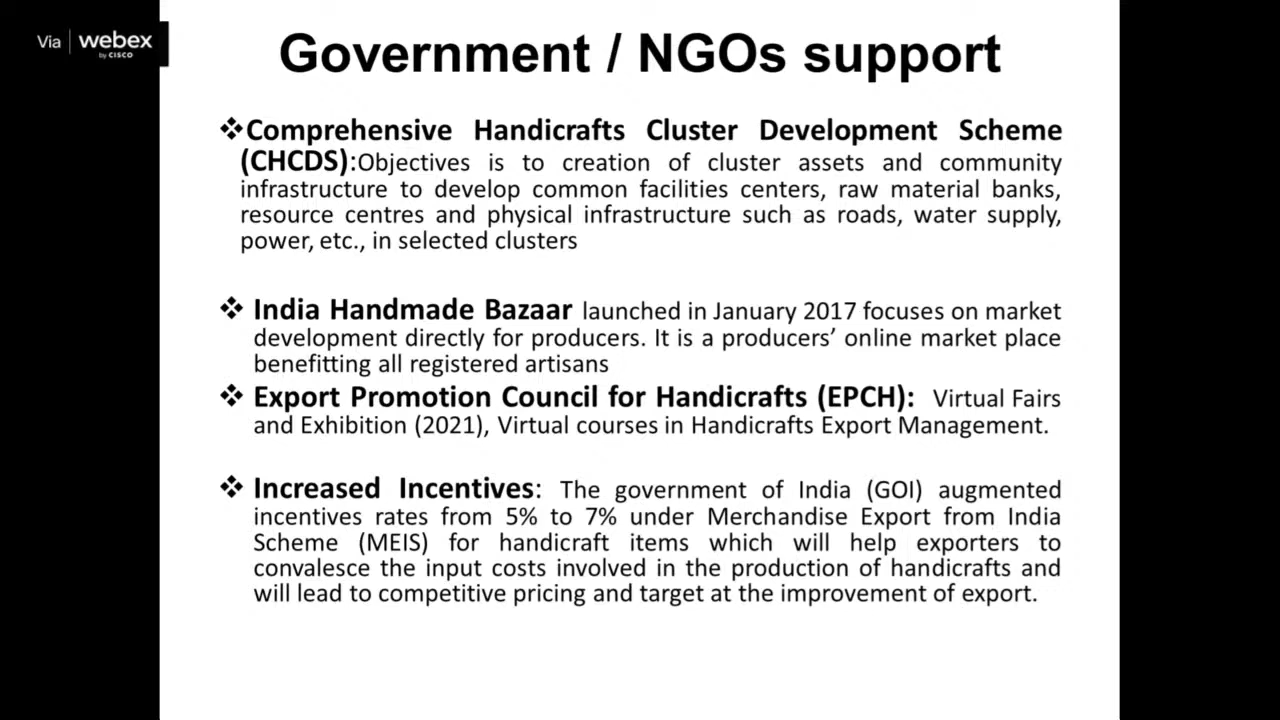 Via webex
by CISCO
Government / NGOs support
❖Comprehensive Handicrafts Cluster Development Scheme
(CHCDS):Objectives is to creation of cluster assets and community
infrastructure to develop common facilities centers, raw material banks,
resource centres and physical infrastructure such as roads, water supply,
power, etc., in selected clusters
❖ India Handmade Bazaar launched in January 2017 focuses on market
development directly for producers. It is a producers’ online market place
benefitting all registered artisans
❖ Export Promotion Council for Handicrafts (EPCH): Virtual Fairs
and Exhibition (2021), Virtual courses in Handicrafts Export Management.
❖ Increased Incentives: The government of India (GOI) augmented
incentives rates from 5% to 7% under Merchandise Export from India
Scheme (MEIS) for handicraft items which will help exporters to
convalesce the input costs involved in the production of handicrafts and
will lead to competitive pricing and target at the improvement of export.